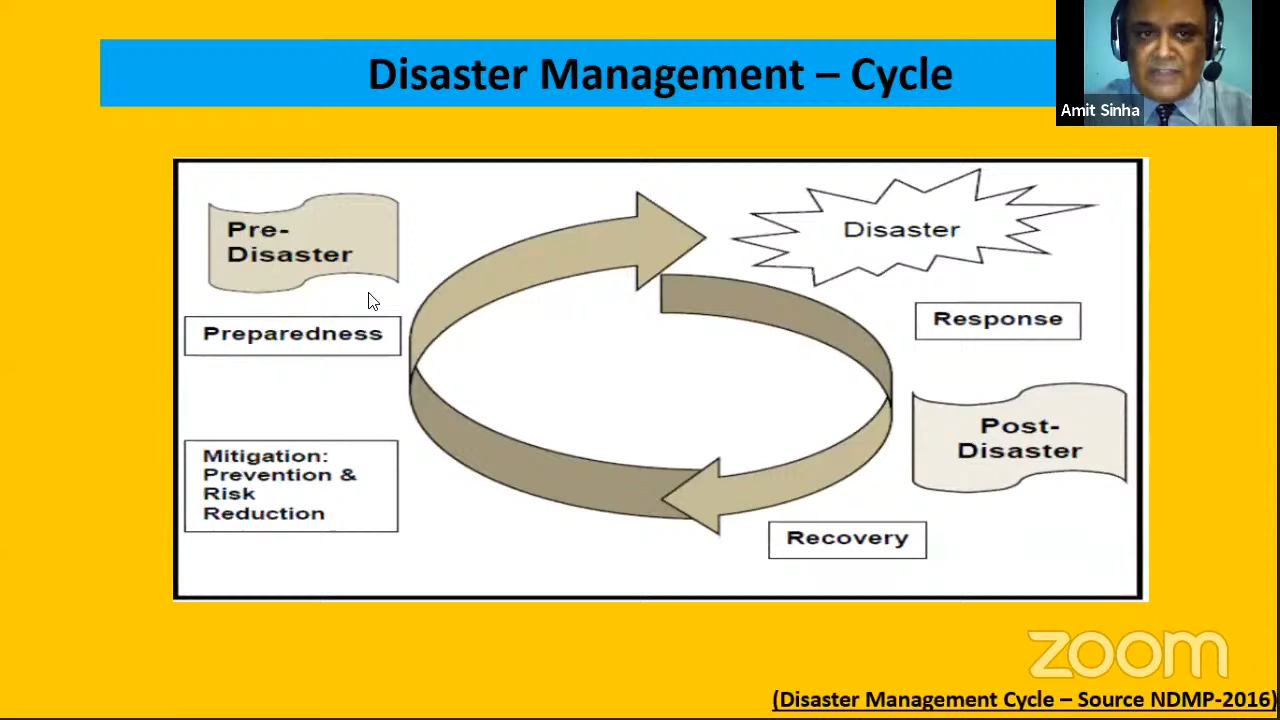 Disaster Management – Cycle
Amit Sinha
Pre-
Disaster
Disaster
Preparedness
Response
Mitigation:
Prevention &
Risk
Reduction
Post-
Disaster
Recovery
zoom
(Disaster Management Cycle – Source NDMP-2016)